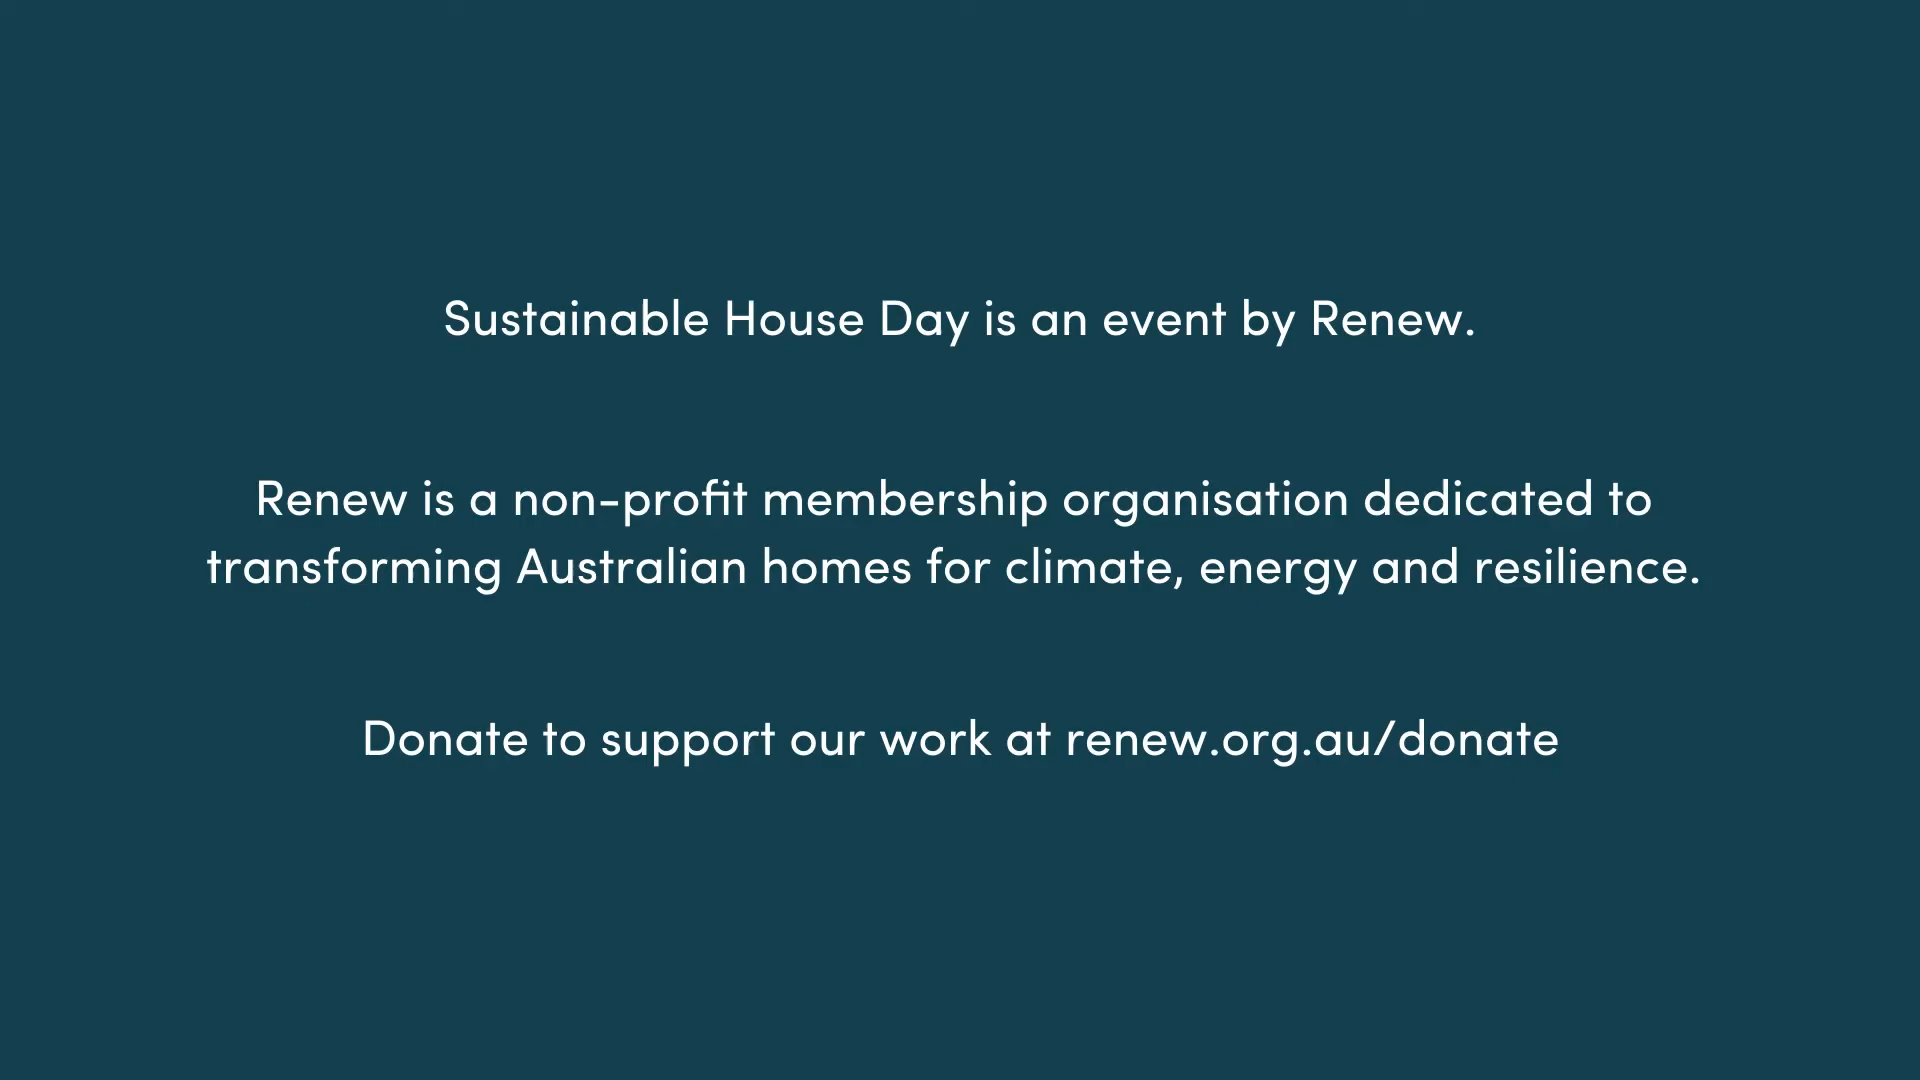 Sustainable House Day is an event by Renew.
Renew is a non-profit membership organisation dedicated to
transforming Australian homes for climate, energy and resilience.
Donate to support our work at renew.org.au/donate